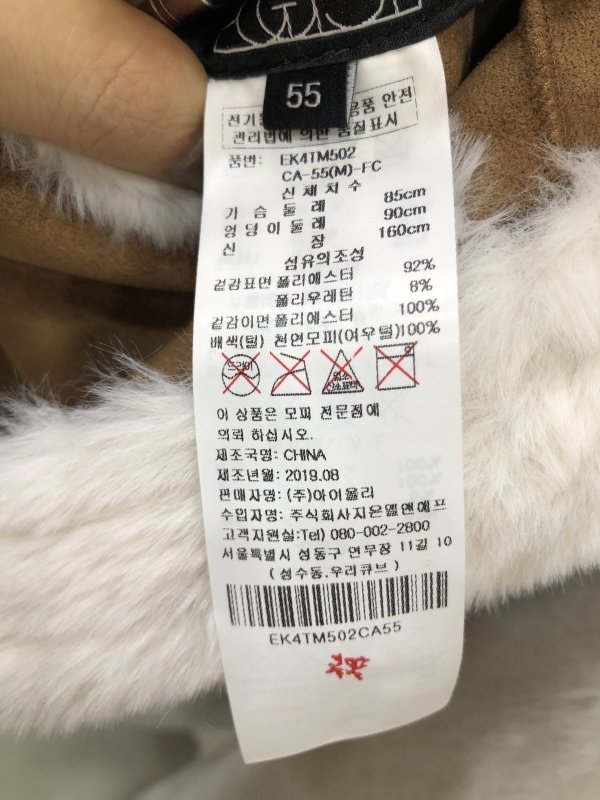 55
전기용품 안전
관리법에 의한 품질표시
품번: EK4TM502
CA-55(M)-FC
신체치수
가슴둘레 85cm
엉덩이둘레 90cm
신장 160cm
섬유의조성
겉감표면 폴리에스터 92%
폴리우레탄 8%
겉감이면 폴리에스터 100%
배색(털) 천연모피(여우털)100%
드라이
이 상품은 모피 전문점에
의뢰 하십시오.
제조국명: CHINA
제조년월: 2019.08
판매자명: (주)아이올리
수입자명: 주식회사지은엘앤에프
고객지원실:Tel) 080-002-2800
서울특별시 성동구 연무장 11길 10
(성수동.우리큐브)
EK4TM502CA55